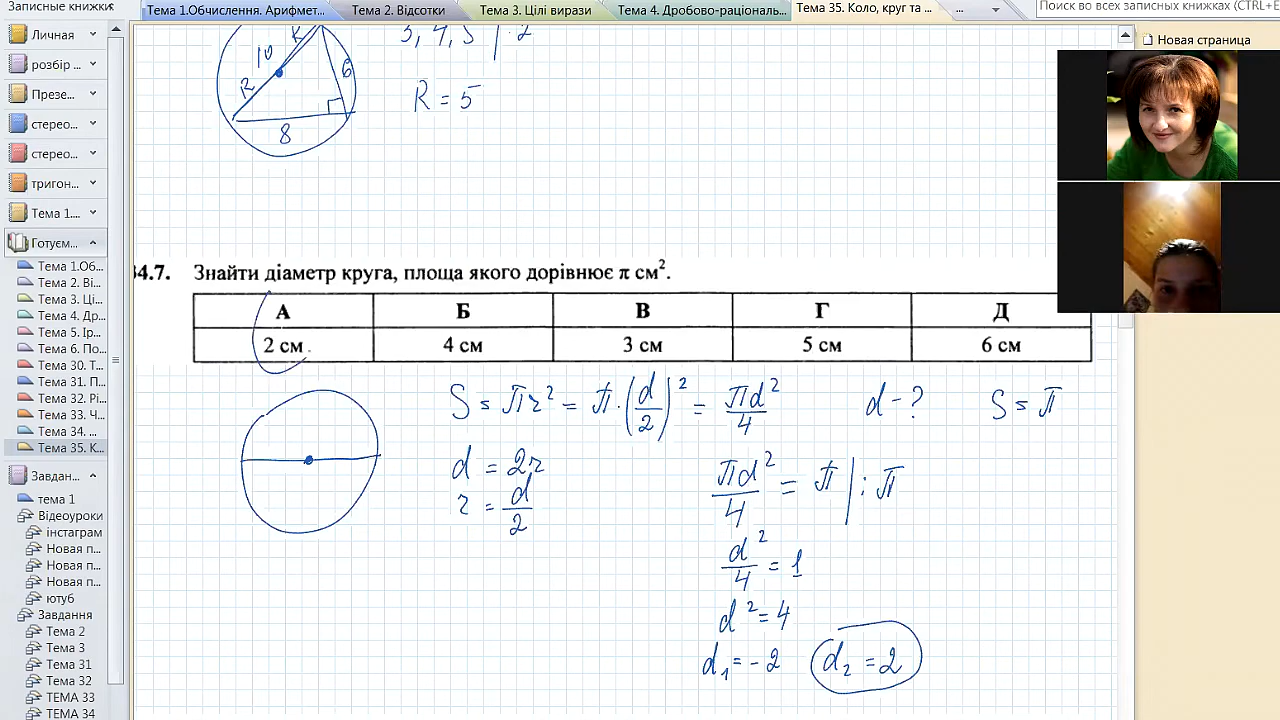 Записные книжки
Тема 1.Обчислення. Арифмет...
Тема 2. Відсотки
Тема 3. Цілі вирази
Тема 4. Дробово-раціональ...
Тема 35. Коло, круг та ...
...
Поиск во всех записных книжках (CTRL+E
Новая страница
Личная
розбір ...
Презе...
стерео...
стерео...
тригон...
Тема 1...
Готуєм...
Тема 1.Об...
Тема 2. Ві...
Тема 3. Ці...
Тема 4. Др...
Тема 5. Ір...
Тема 6. По...
Тема 30. Т...
Тема 31. П...
Тема 32. Рі...
Тема 33. Ч...
Тема 34. ...
Тема 35. К...
Завдан...
тема 1
Відеоуроки
інстаграм
Новая п...
Новая п...
Новая п...
ютуб
Завдання
Тема 2
Тема 3
Тема 31
Тема 32
ТЕМА 33
ТЕМА 34
3, 4, 5 | · 2
10 R R 6
8
R = 5
34.7. Знайти діаметр круга, площа якого дорівнює π см².
А Б В Г Д
2 см 4 см 3 см 5 см 6 см
S = πr² = π · (d/2)² = πd²/4 d - ? S = π
d = 2r
r = d/2
πd²/4 = π | : π
d²/4 = 1
d² = 4
d₁ = -2 d₂ = 2